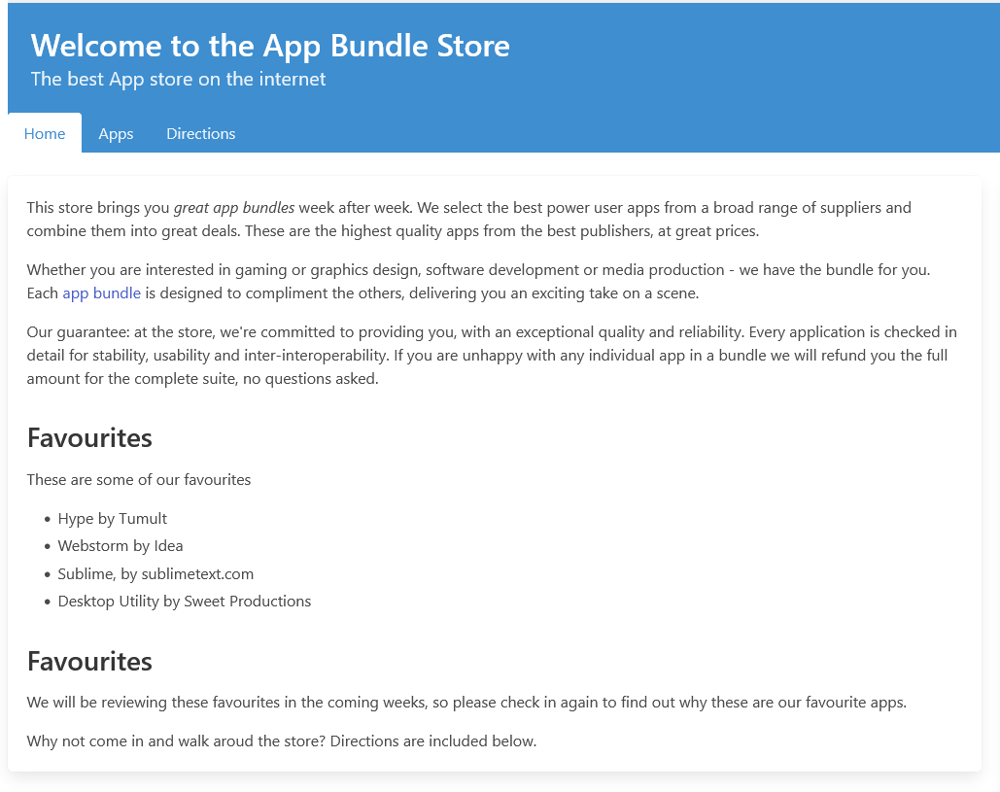 Welcome to the App Bundle Store
The best App store on the internet
Home Apps Directions
This store brings you great app bundles week after week. We select the best power user apps from a broad range of suppliers and
combine them into great deals. These are the highest quality apps from the best publishers, at great prices.
Whether you are interested in gaming or graphics design, software development or media production - we have the bundle for you.
Each app bundle is designed to compliment the others, delivering you an exciting take on a scene.
Our guarantee: at the store, we're committed to providing you, with an exceptional quality and reliability. Every application is checked in
detail for stability, usability and inter-interoperability. If you are unhappy with any individual app in a bundle we will refund you the full
amount for the complete suite, no questions asked.
Favourites
These are some of our favourites
• Hype by Tumult
• Webstorm by Idea
• Sublime, by sublimetext.com
• Desktop Utility by Sweet Productions
Favourites
We will be reviewing these favourites in the coming weeks, so please check in again to find out why these are our favourite apps.
Why not come in and walk aroud the store? Directions are included below.